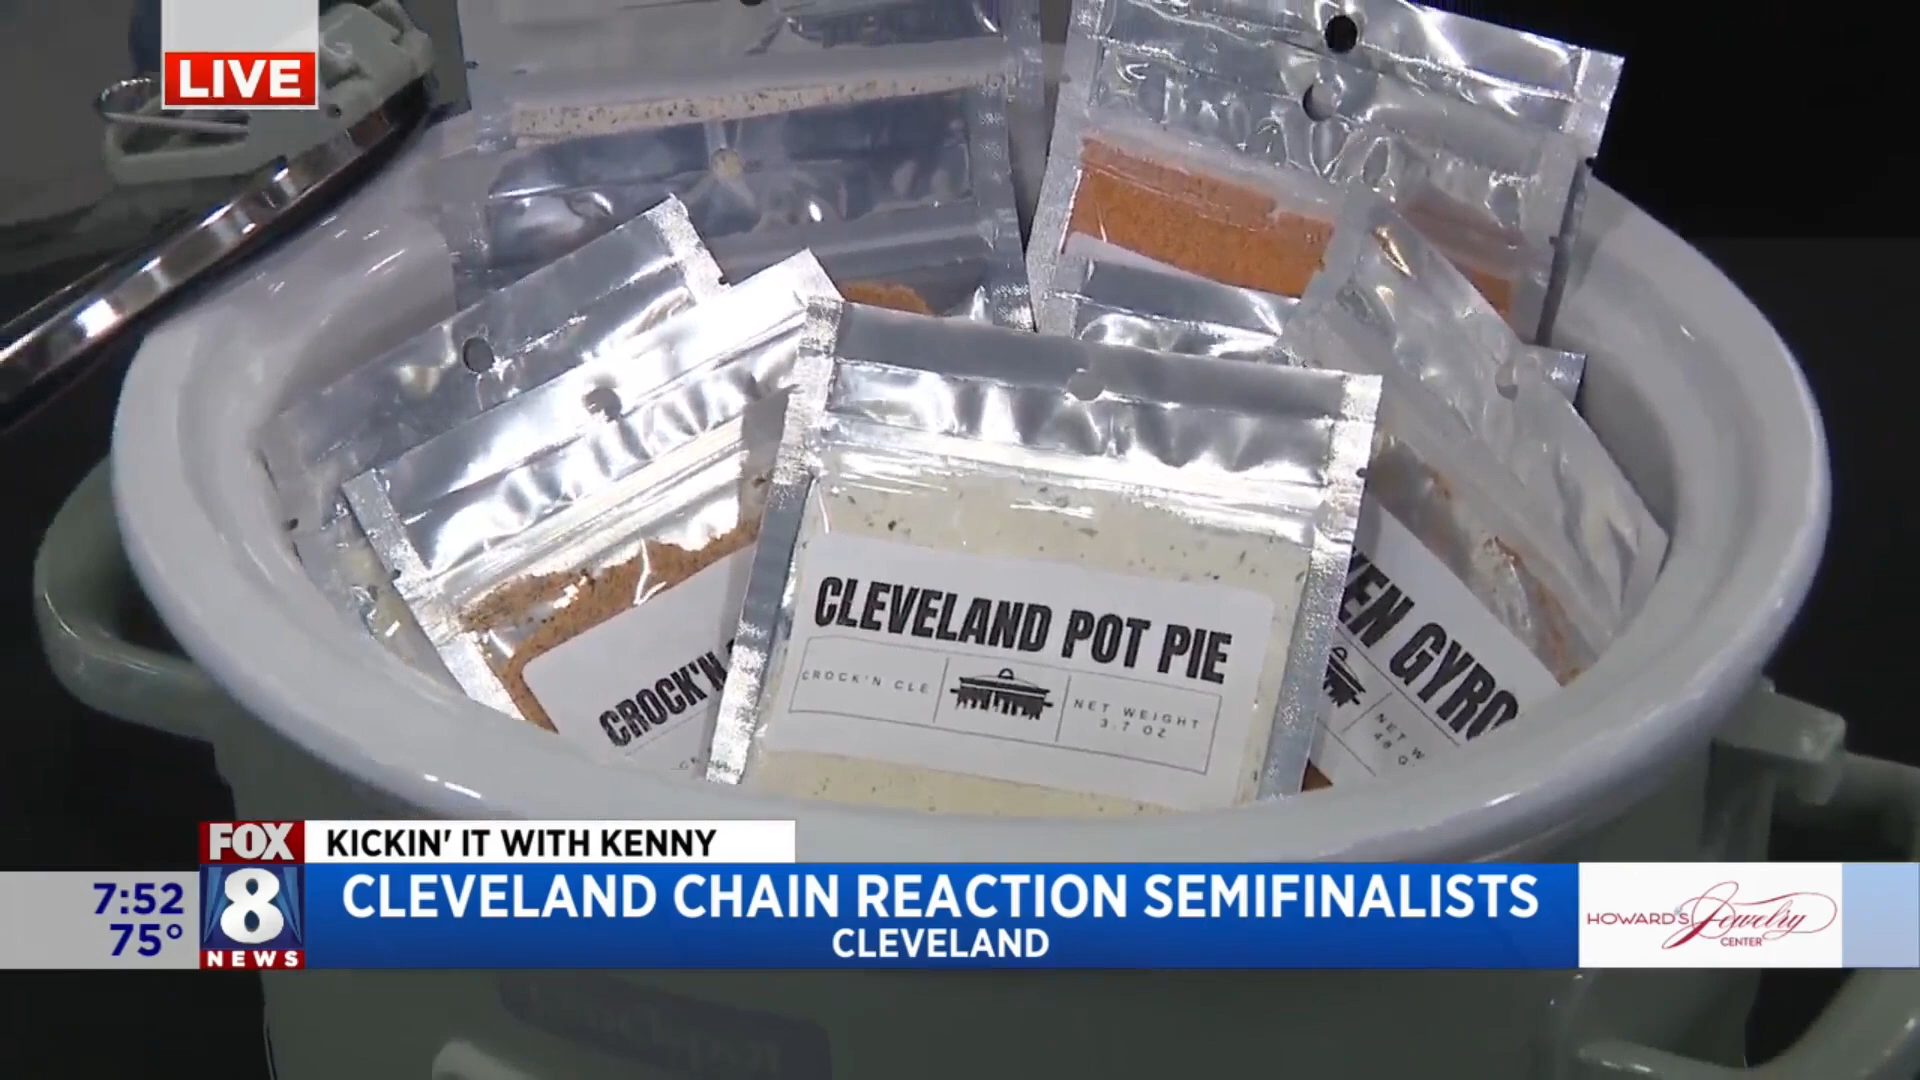 LIVE
CLEVELAND POT PIE
CROCK'N CLE
NET WEIGHT
3.7 OZ
CROCK'N
GYRO
NET W
FOX
8
NEWS
KICKIN' IT WITH KENNY
CLEVELAND CHAIN REACTION SEMIFINALISTS
CLEVELAND
7:52
75°
HOWARD'S Jewelry
CENTER